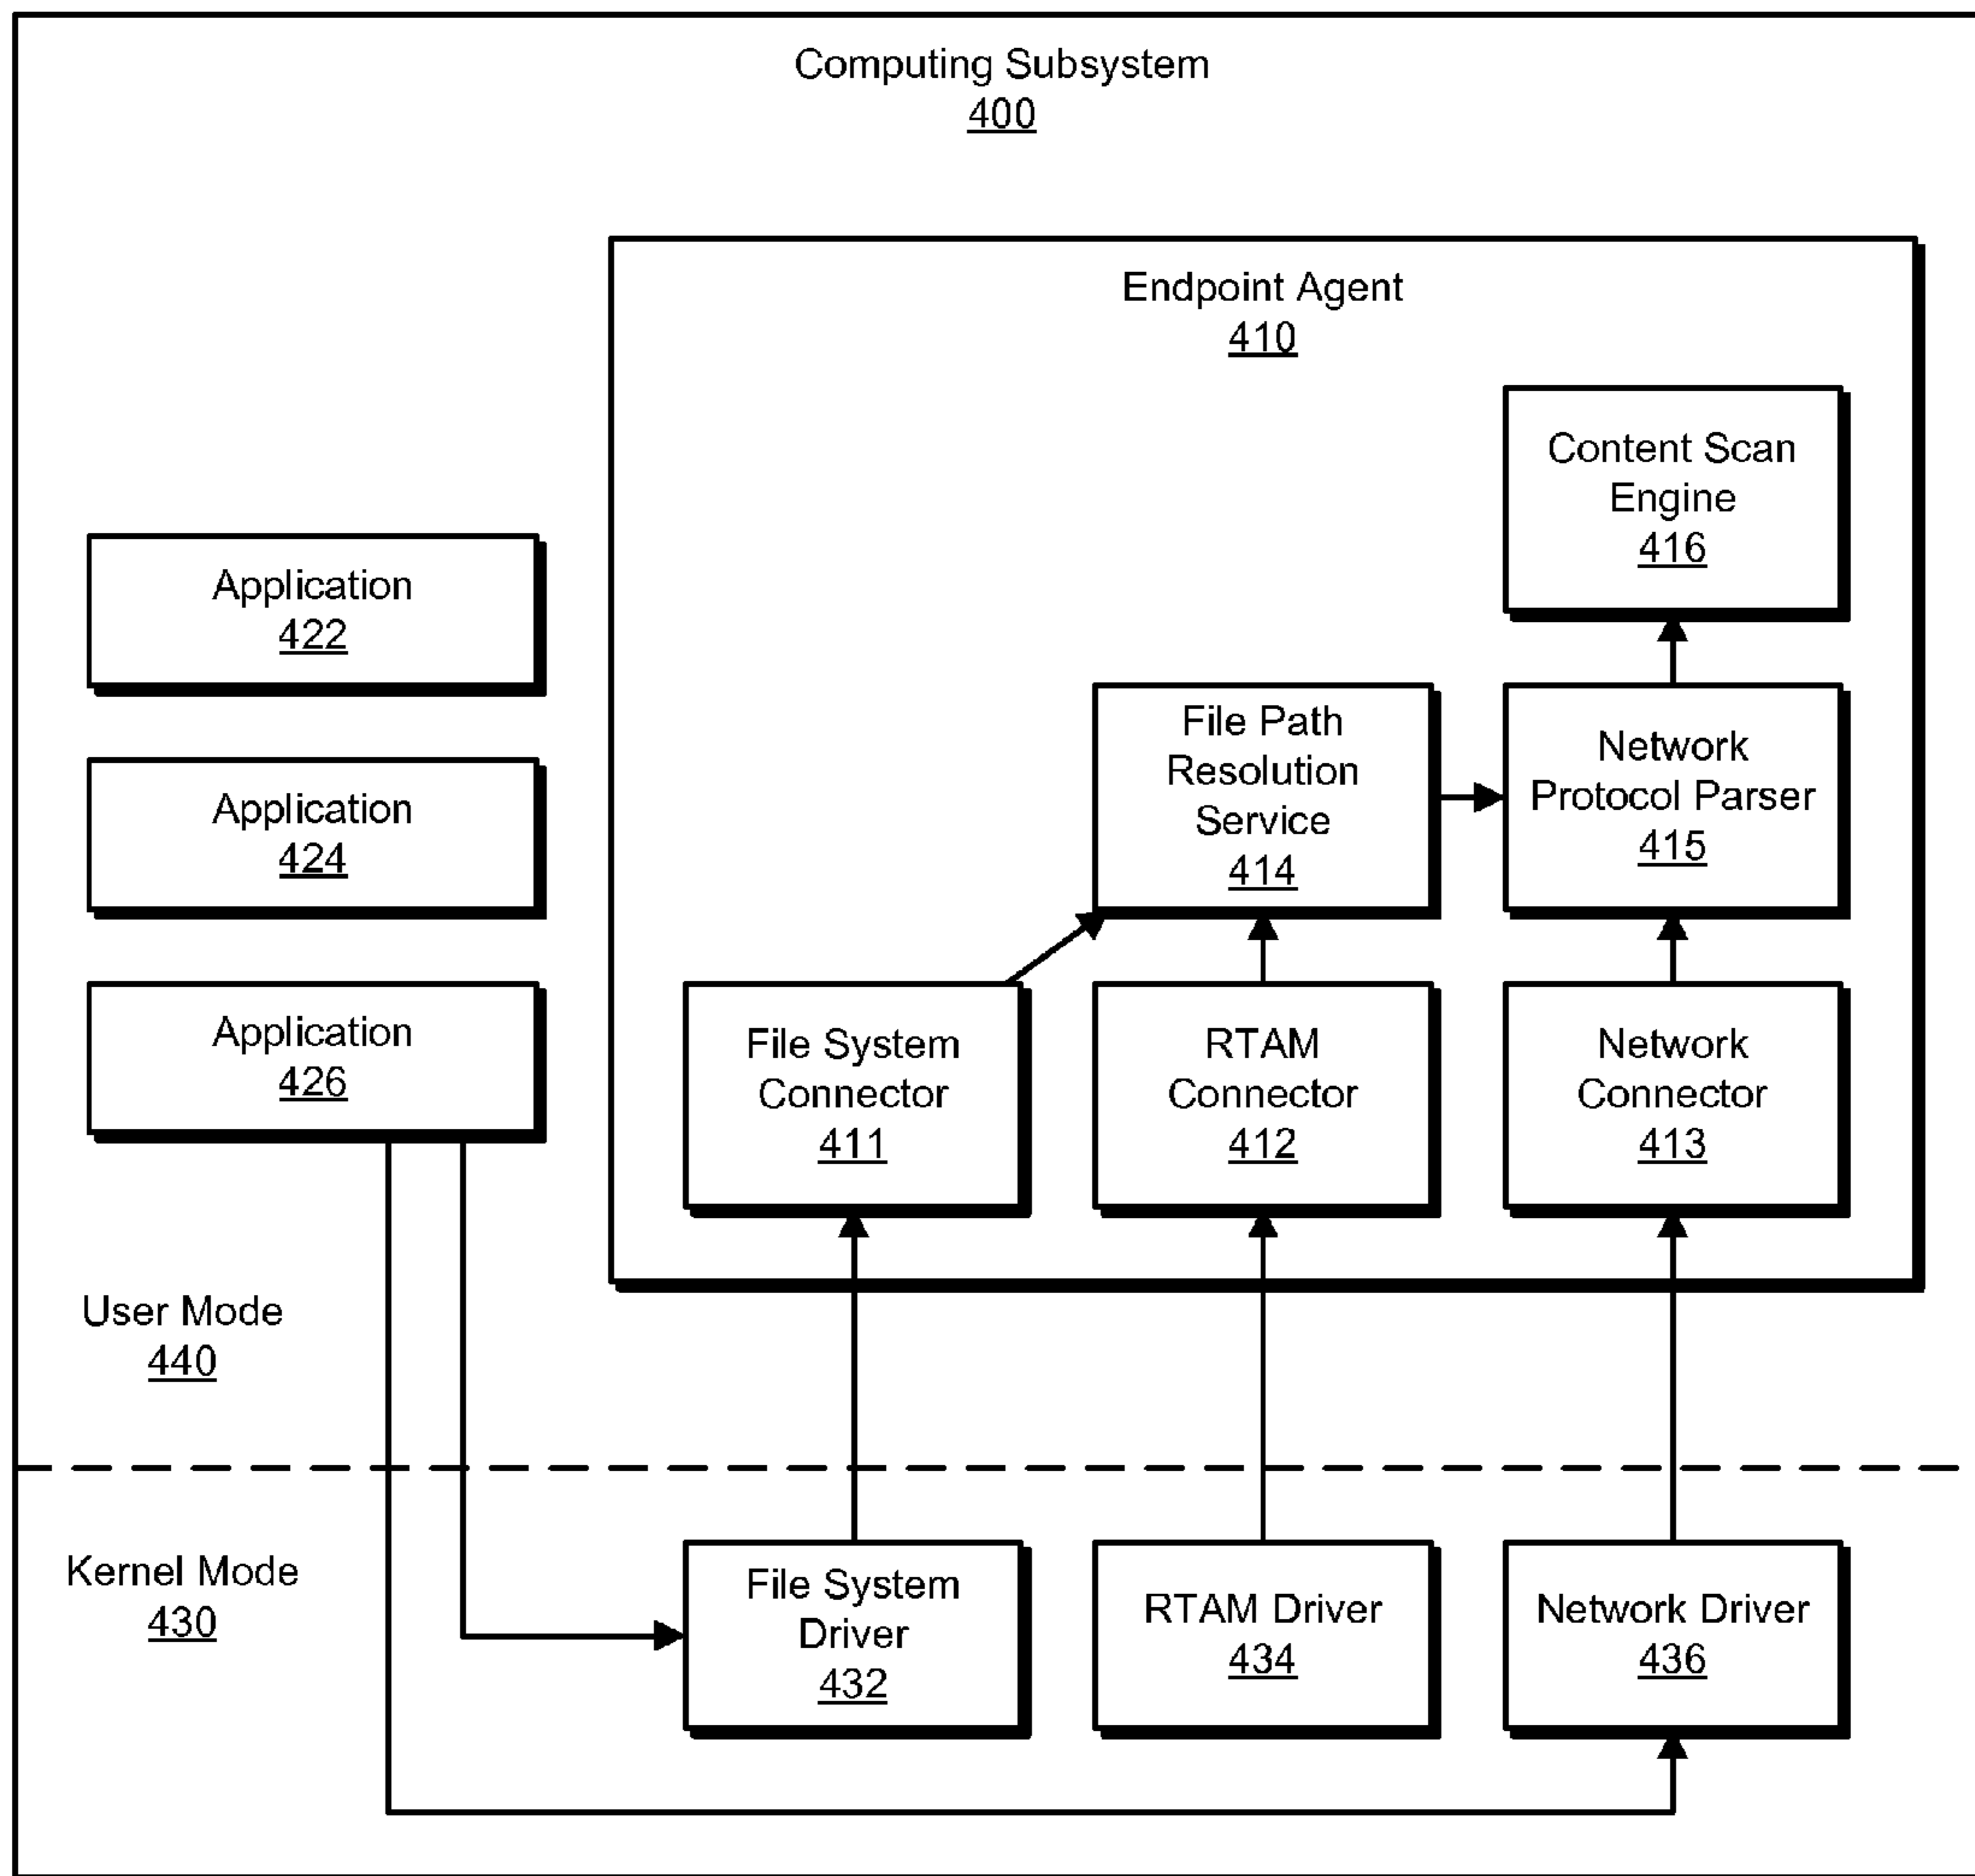 Computing Subsystem
400
Endpoint Agent
410
Content Scan
Engine
416
Application
422
File Path
Resolution
Service
414
Network
Protocol Parser
415
Application
424
Application
426
File System
Connector
411
RTAM
Connector
412
Network
Connector
413
User Mode
440
Kernel Mode
430
File System
Driver
432
RTAM Driver
434
Network Driver
436